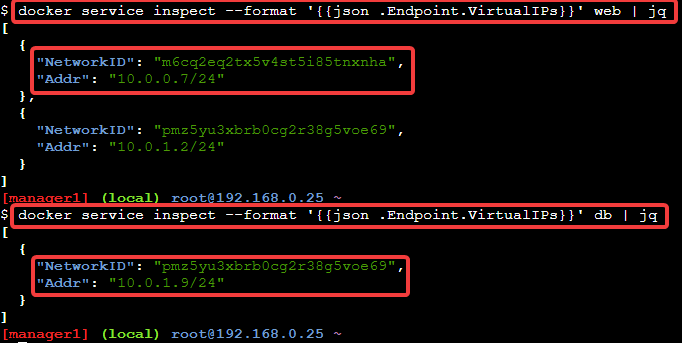 $ docker service inspect --format '{{json .Endpoint.VirtualIPs}}' web | jq
[
  {
    "NetworkID": "m6cq2eq2tx5v4st5i85tnxnha",
    "Addr": "10.0.0.7/24"
  },
  {
    "NetworkID": "pmz5yu3xbrb0cg2r38g5voe69",
    "Addr": "10.0.1.2/24"
  }
]
[manager1] (local) root@192.168.0.25 ~
$ docker service inspect --format '{{json .Endpoint.VirtualIPs}}' db | jq
[
  {
    "NetworkID": "pmz5yu3xbrb0cg2r38g5voe69",
    "Addr": "10.0.1.9/24"
  }
]
[manager1] (local) root@192.168.0.25 ~